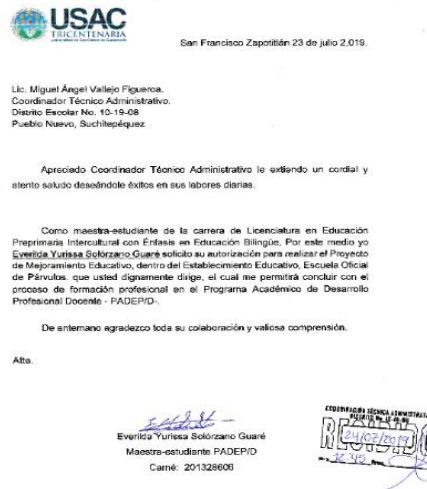 USAC
TRICENTENARIA
San Francisco Zapotitlán 23 de julio 2,019.
Lic. Miguel Ángel Vallejo Figueroa.
Coordinador Técnico Administrativo.
Distrito Escolar No. 10-19-08
Pueblo Nuevo, Suchitepéquez
Apreciado Coordinador Técnico Administrativo le extiendo un cordial y
atento saludo deseándole éxitos en sus labores diarias.
Como maestra-estudiante de la carrera de Licenciatura en Educación
Preprimaria Intercultural con Énfasis en Educación Bilingüe, Por este medio yo
Everilda Yurissa Solórzano Guaré solicito su autorización para realizar el Proyecto
de Mejoramiento Educativo, dentro del Establecimiento Educativo, Escuela Oficial
de Párvulos, que usted dignamente dirige, el cual me permitirá concluir con el
proceso de formación profesional en el Programa Académico de Desarrollo
Profesional Docente - PADEP/D-.
De antemano agradezco toda su colaboración y valiosa comprensión.
Atte.
Everilda Yurissa Solórzano Guaré
Maestra-estudiante PADEP/D
Carné: 201328606
COORDINACIÓN TÉCNICA ADMINISTRATI
RECIBIDO
24/07/2019
12:45